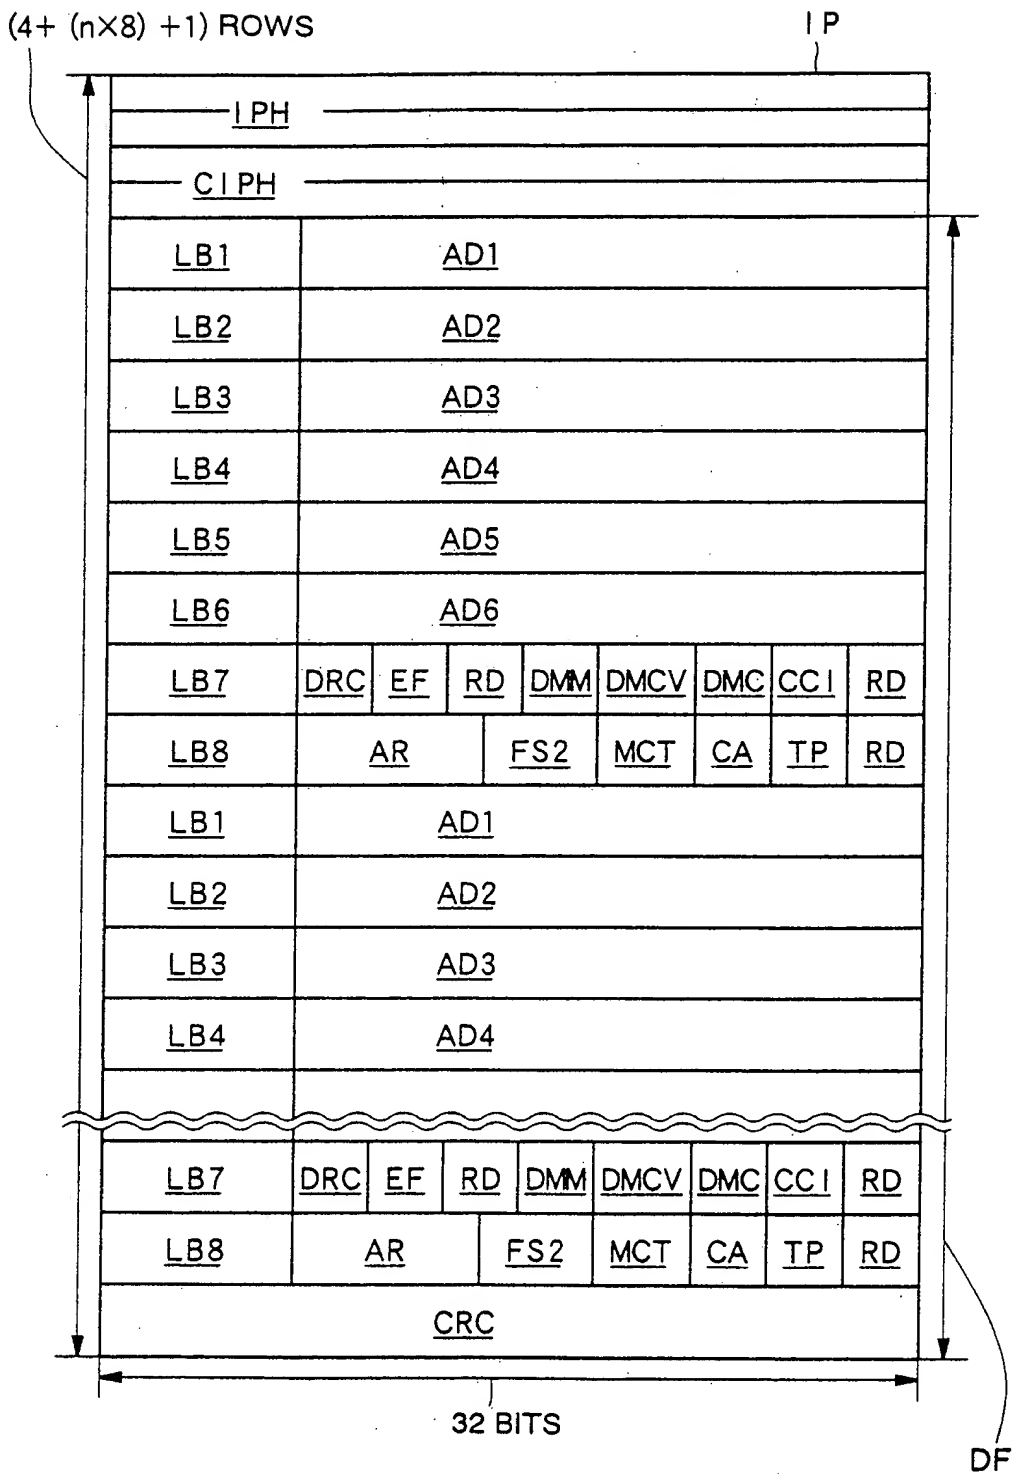 (4+ (n×8) +1) ROWS
IP
IPH
CIPH
LB1 AD1
LB2 AD2
LB3 AD3
LB4 AD4
LB5 AD5
LB6 AD6
LB7 DRC EF RD DMM DMCV DMC CCI RD
LB8 AR FS2 MCT CA TP RD
LB1 AD1
LB2 AD2
LB3 AD3
LB4 AD4
LB7 DRC EF RD DMM DMCV DMC CCI RD
LB8 AR FS2 MCT CA TP RD
CRC
32 BITS
DF